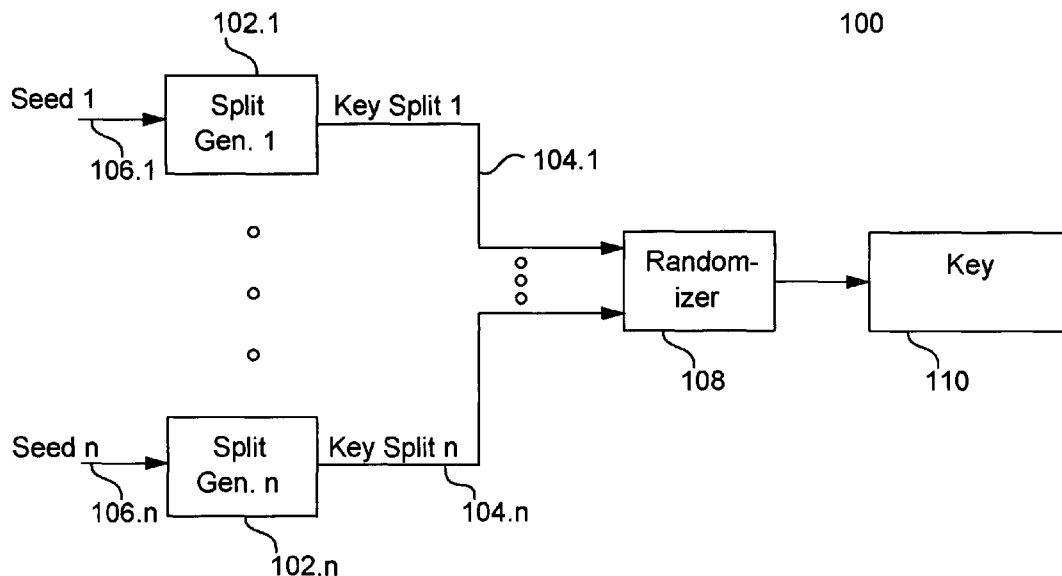 102.1
100
Seed 1
Split
Gen. 1
Key Split 1
106.1
104.1
Random-
izer
Key
108
110
Seed n
Split
Gen. n
Key Split n
106.n
104.n
102.n